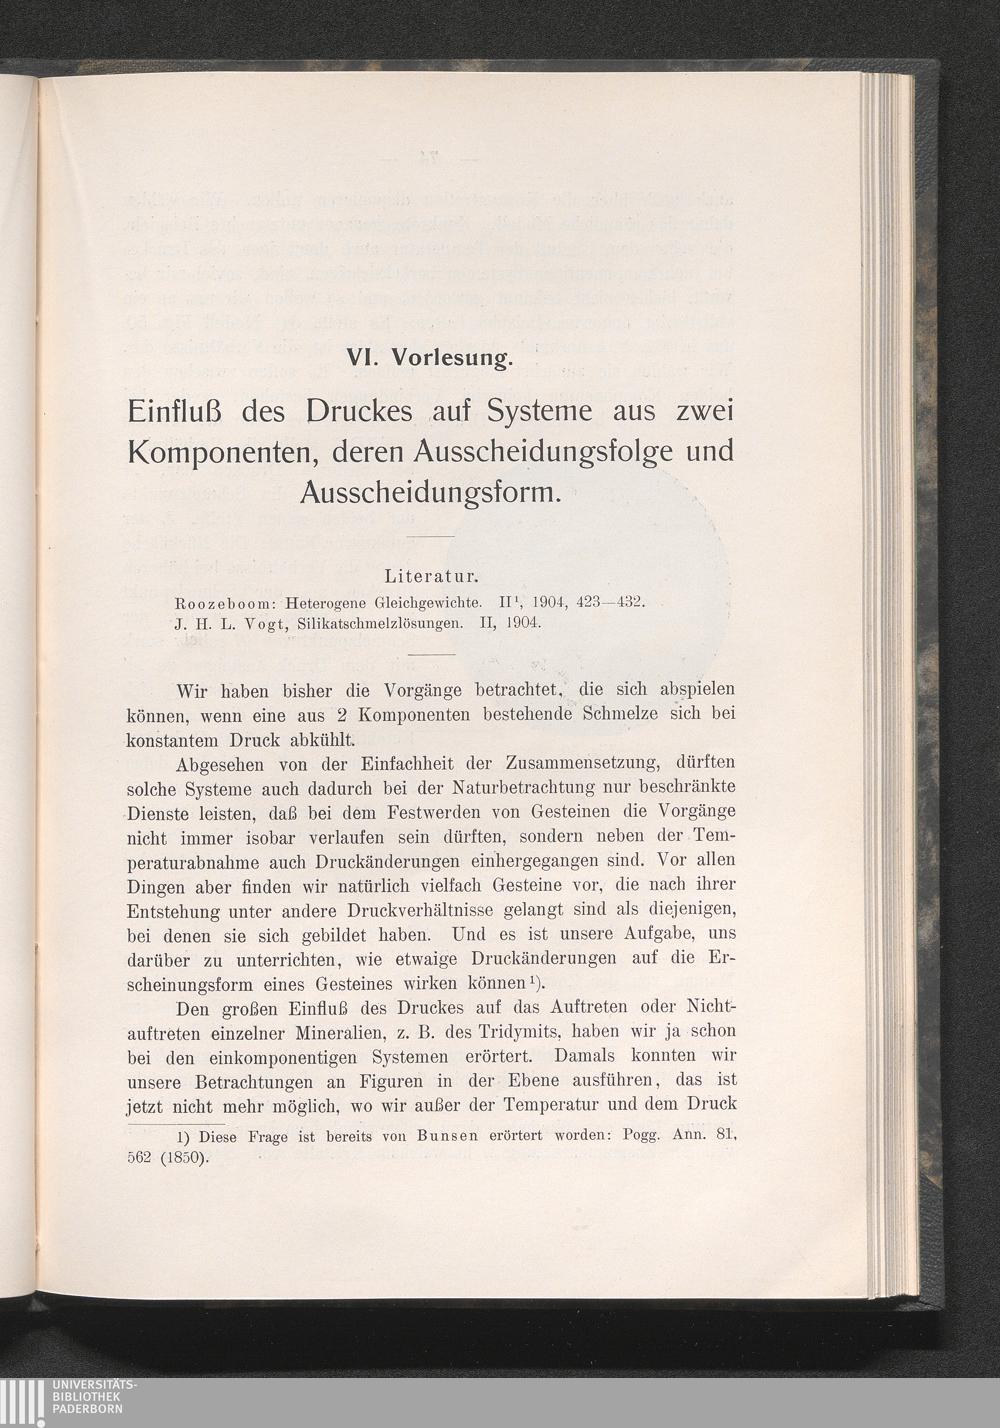 VI. Vorlesung.
Einfluß des Druckes auf Systeme aus zwei
Komponenten, deren Ausscheidungsfolge und
Ausscheidungsform.
Literatur.
Roozeboom: Heterogene Gleichgewichte. II¹, 1904, 423—432.
J. H. L. Vogt, Silikatschmelzlösungen. II, 1904.
Wir haben bisher die Vorgänge betrachtet, die sich abspielen
können, wenn eine aus 2 Komponenten bestehende Schmelze sich bei
konstantem Druck abkühlt.
Abgesehen von der Einfachheit der Zusammensetzung, dürften
solche Systeme auch dadurch bei der Naturbetrachtung nur beschränkte
Dienste leisten, daß bei dem Festwerden von Gesteinen die Vorgänge
nicht immer isobar verlaufen sein dürften, sondern neben der Tem-
peraturabnahme auch Druckänderungen einhergegangen sind. Vor allen
Dingen aber finden wir natürlich vielfach Gesteine vor, die nach ihrer
Entstehung unter andere Druckverhältnisse gelangt sind als diejenigen,
bei denen sie sich gebildet haben. Und es ist unsere Aufgabe, uns
darüber zu unterrichten, wie etwaige Druckänderungen auf die Er-
scheinungsform eines Gesteines wirken können¹).
Den großen Einfluß des Druckes auf das Auftreten oder Nicht-
auftreten einzelner Mineralien, z. B. des Tridymits, haben wir ja schon
bei den einkomponentigen Systemen erörtert. Damals konnten wir
unsere Betrachtungen an Figuren in der Ebene ausführen, das ist
jetzt nicht mehr möglich, wo wir außer der Temperatur und dem Druck
1) Diese Frage ist bereits von Bunsen erörtert worden: Pogg. Ann. 81,
562 (1850).
UNIVERSITÄTS-
BIBLIOTHEK
PADERBORN